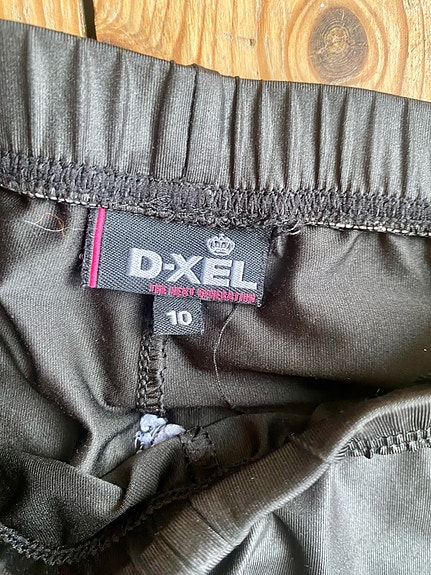 D-XEL
THE NEXT GENERATION
10